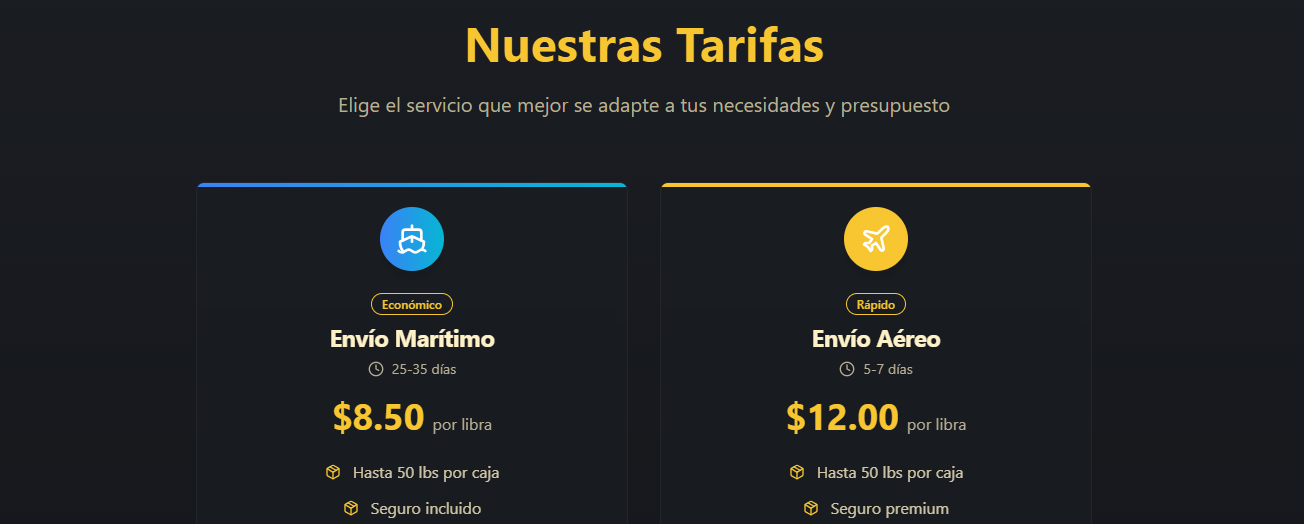 Nuestras Tarifas
Elige el servicio que mejor se adapte a tus necesidades y presupuesto
Económico
Envío Marítimo
25-35 días
$8.50 por libra
Hasta 50 lbs por caja
Seguro incluido
Rápido
Envío Aéreo
5-7 días
$12.00 por libra
Hasta 50 lbs por caja
Seguro premium